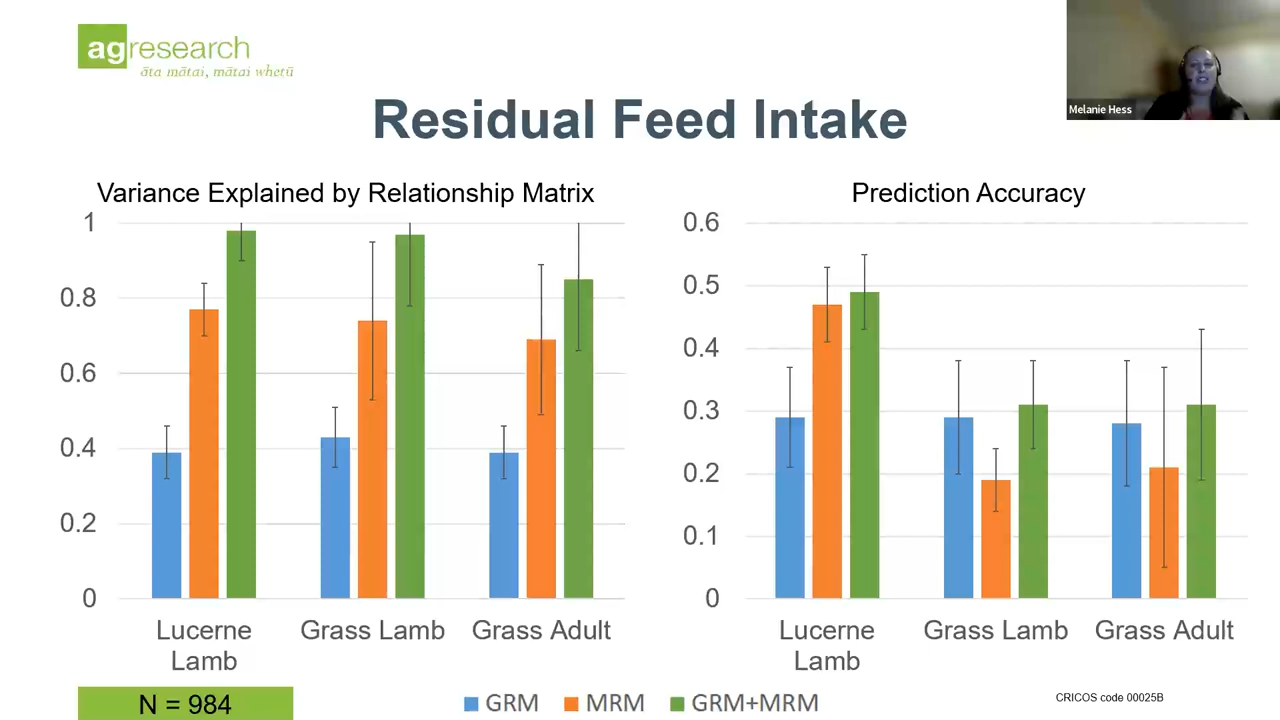 agresearch
āta mātai, mātai whetū
Melanie Hess
Residual Feed Intake
Variance Explained by Relationship Matrix
1
0.8
0.6
0.4
0.2
0
Lucerne
Lamb
Grass Lamb
Grass Adult
Prediction Accuracy
0.6
0.5
0.4
0.3
0.2
0.1
0
Lucerne
Lamb
Grass Lamb
Grass Adult
N = 984
GRM MRM GRM+MRM
CRICOS code 00025B